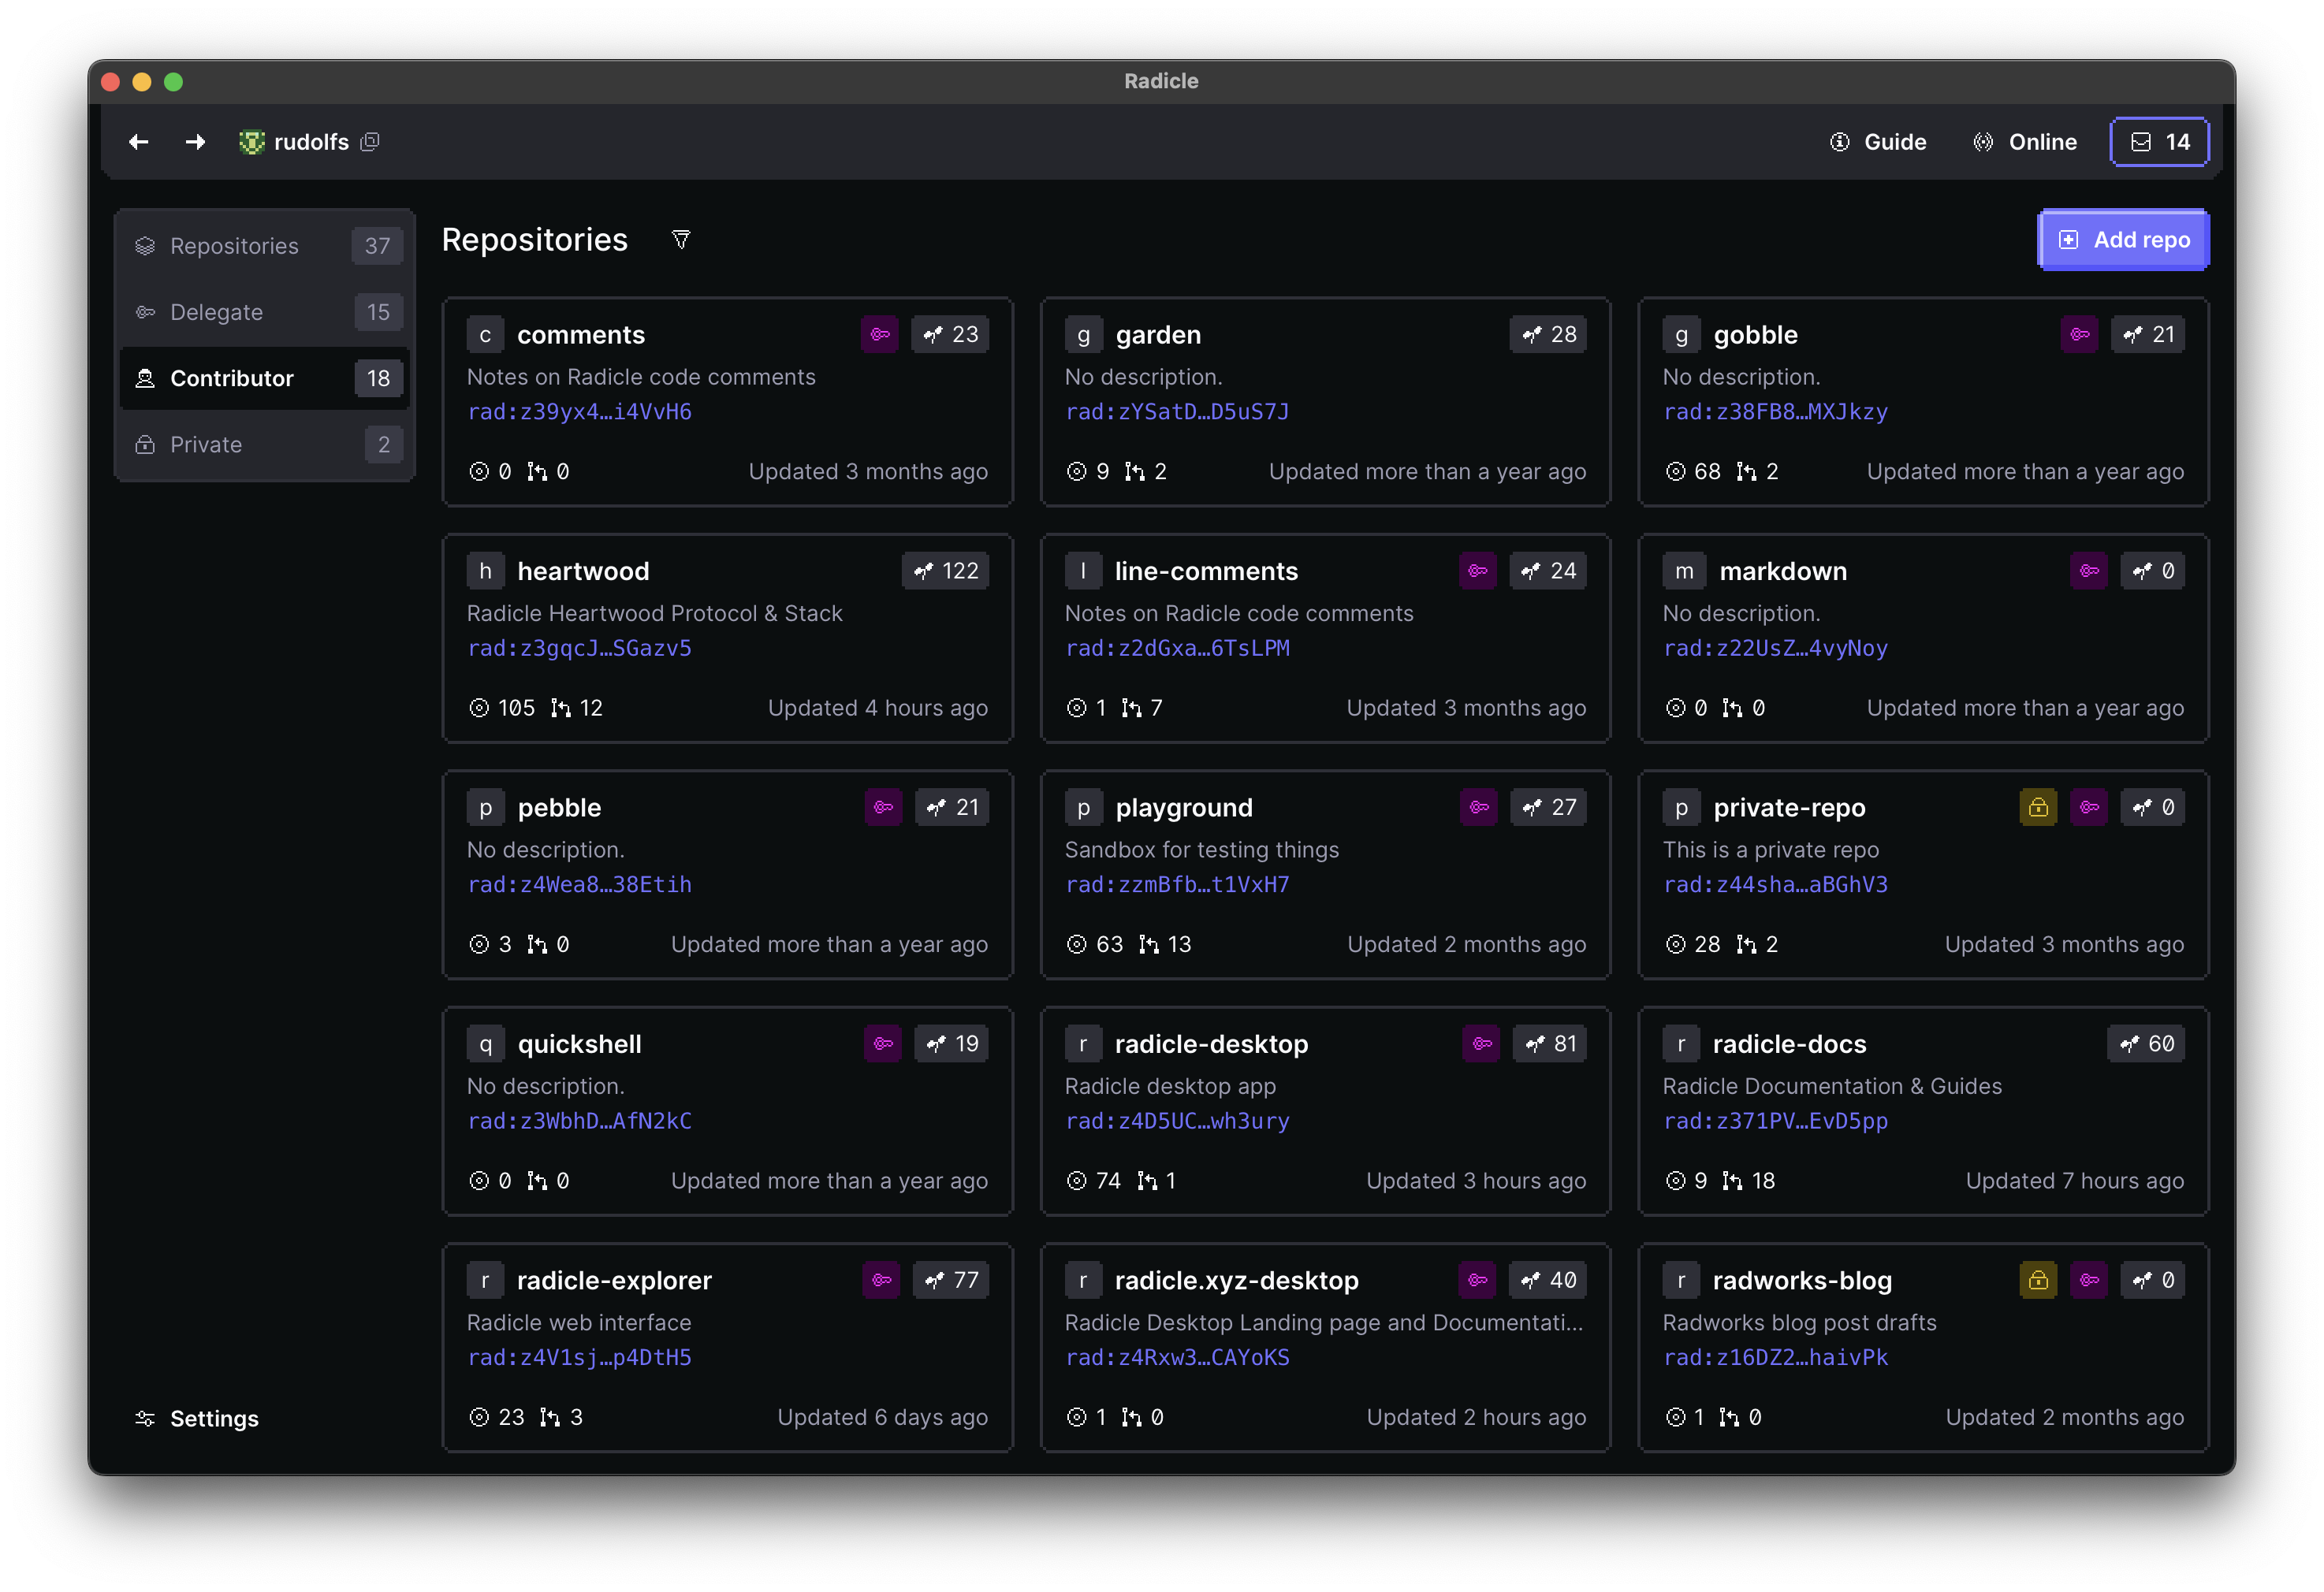 Radicle
rudolfs
Guide Online 14
Repositories 37
Delegate 15
Contributor 18
Private 2
Settings
Repositories
Add repo
c comments 23
Notes on Radicle code comments
rad:z39yx4…i4VvH6
0 0 Updated 3 months ago
g garden 28
No description.
rad:zYSatD…D5uS7J
9 2 Updated more than a year ago
g gobble 21
No description.
rad:z38FB8…MXJkzy
68 2 Updated more than a year ago
h heartwood 122
Radicle Heartwood Protocol & Stack
rad:z3gqcJ…SGazv5
105 12 Updated 4 hours ago
l line-comments 24
Notes on Radicle code comments
rad:z2dGxa…6TsLPM
1 7 Updated 3 months ago
m markdown 0
No description.
rad:z22UsZ…4vyNoy
0 0 Updated more than a year ago
p pebble 21
No description.
rad:z4Wea8…38Etih
3 0 Updated more than a year ago
p playground 27
Sandbox for testing things
rad:zzmBfb…t1VxH7
63 13 Updated 2 months ago
p private-repo 0
This is a private repo
rad:z44sha…aBGhV3
28 2 Updated 3 months ago
q quickshell 19
No description.
rad:z3WbhD…AfN2kC
0 0 Updated more than a year ago
r radicle-desktop 81
Radicle desktop app
rad:z4D5UC…wh3ury
74 1 Updated 3 hours ago
r radicle-docs 60
Radicle Documentation & Guides
rad:z371PV…EvD5pp
9 18 Updated 7 hours ago
r radicle-explorer 77
Radicle web interface
rad:z4V1sj…p4DtH5
23 3 Updated 6 days ago
r radicle.xyz-desktop 40
Radicle Desktop Landing page and Documentati...
rad:z4Rxw3…CAYoKS
1 0 Updated 2 hours ago
r radworks-blog 0
Radworks blog post drafts
rad:z16DZ2…haivPk
1 0 Updated 2 months ago